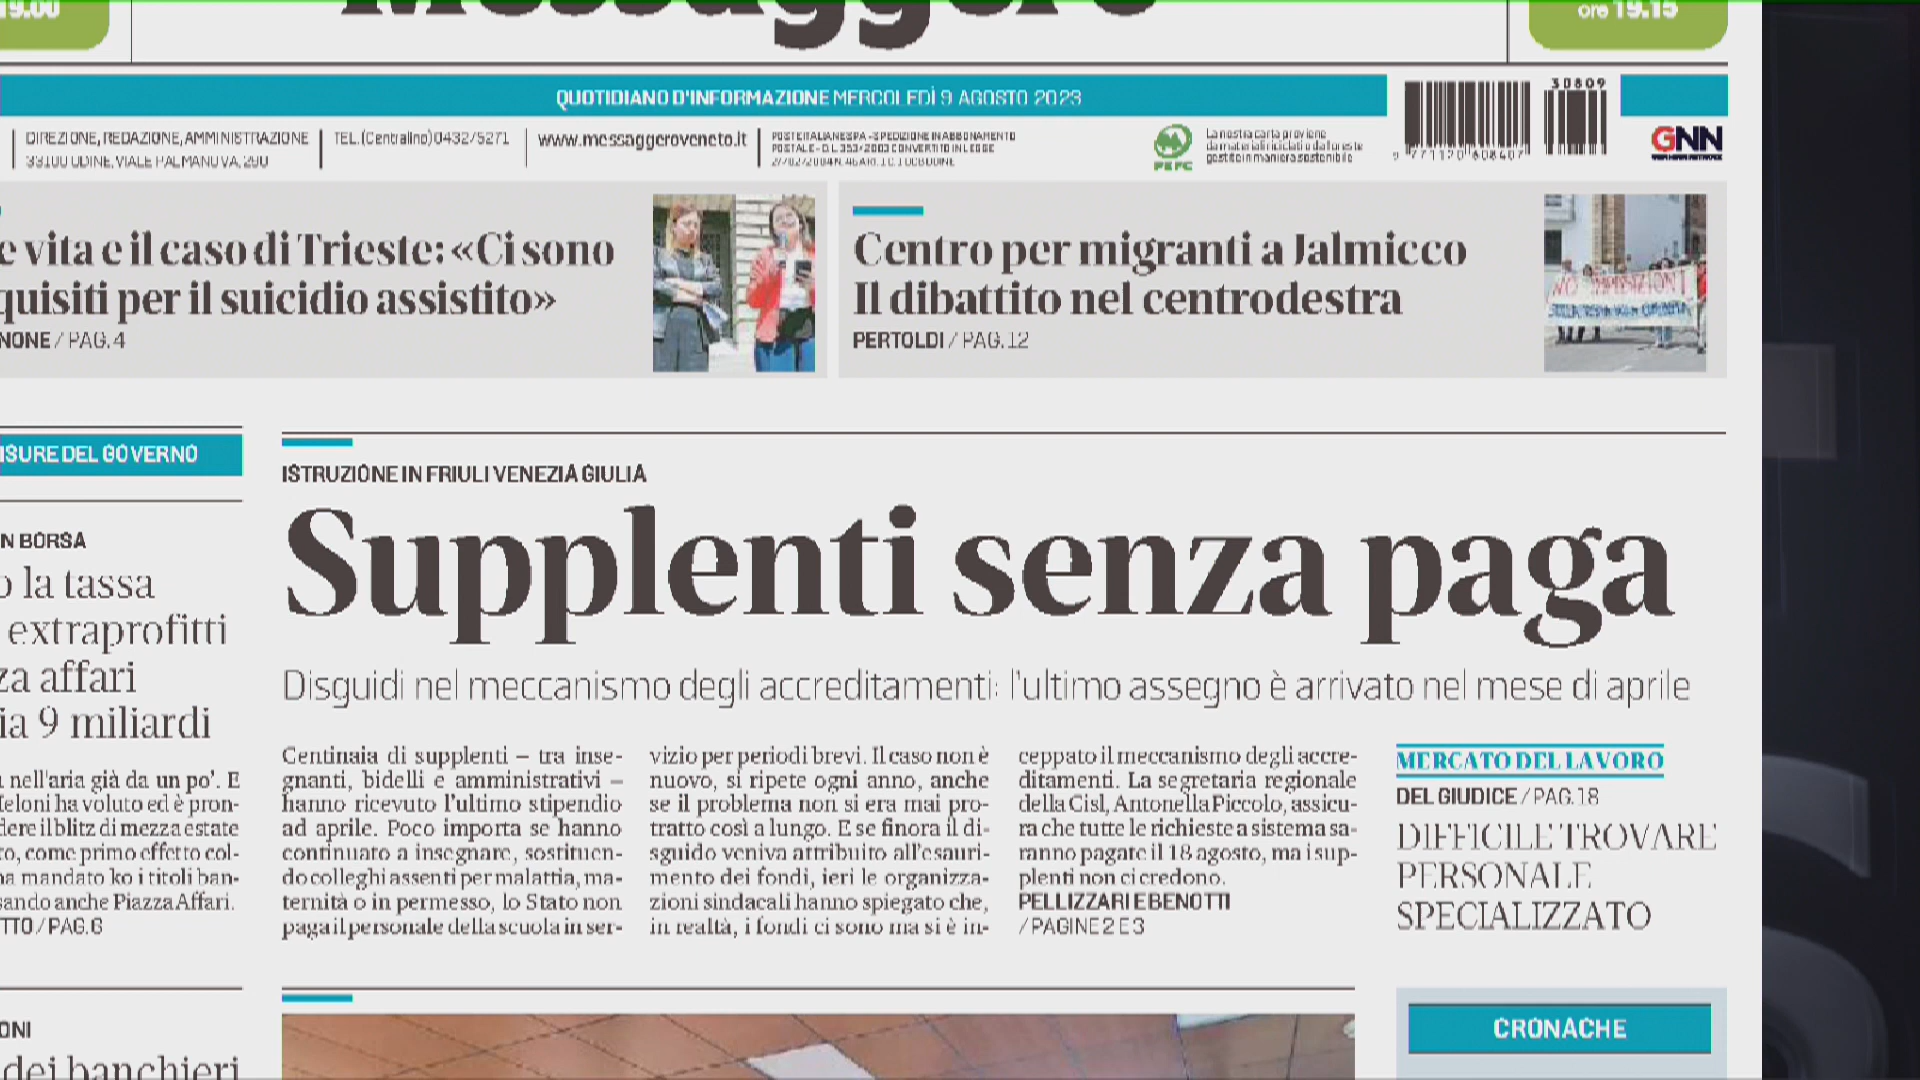 19.00
Messaggero
ore 19.15
QUOTIDIANO D'INFORMAZIONE MERCOLEDÌ 9 AGOSTO 2023
30809
DIREZIONE, REDAZIONE, AMMINISTRAZIONE
33100 UDINE, VIALE PALMANOVA, 290
TEL. (Centralino) 0432/5271
www.messaggeroveneto.it
POSTE ITALIANE SPA - SPEDIZIONE IN ABBONAMENTO
POSTALE - D.L. 353/2003 CONVERTITO IN LEGGE
27/02/2004 N. 46 ART. 1 C. 1 DCB UDINE
PEFC
La nostra carta proviene
da materiali riciclati o da foreste
gestite in maniera sostenibile
9 771120 608407
GNN
e vita e il caso di Trieste: «Ci sono
quisiti per il suicidio assistito»
NONE / PAG. 4
Centro per migranti a Jalmicco
Il dibattito nel centrodestra
PERTOLDI / PAG. 12
ISURE DEL GOVERNO
N BORSA
o la tassa
extraprofitti
za affari
ia 9 miliardi
nell'aria già da un po'. E
eloni ha voluto ed è pron-
dere il blitz di mezza estate
to, come primo effetto col-
na mandato ko i titoli ban-
sando anche Piazza Affari.
TTO / PAG. 6
ONI
dei banchieri
ISTRUZIONE IN FRIULI VENEZIA GIULIA
Supplenti senza paga
Disguidi nel meccanismo degli accreditamenti: l'ultimo assegno è arrivato nel mese di aprile
Centinaia di supplenti – tra inse-
gnanti, bidelli e amministrativi –
hanno ricevuto l'ultimo stipendio
ad aprile. Poco importa se hanno
continuato a insegnare, sostituen-
do colleghi assenti per malattia, ma-
ternità o in permesso, lo Stato non
paga il personale della scuola in ser-
vizio per periodi brevi. Il caso non è
nuovo, si ripete ogni anno, anche
se il problema non si era mai pro-
tratto così a lungo. E se finora il di-
sguido veniva attribuito all'esauri-
mento dei fondi, ieri le organizza-
zioni sindacali hanno spiegato che,
in realtà, i fondi ci sono ma si è in-
ceppato il meccanismo degli accre-
ditamenti. La segretaria regionale
della Cisl, Antonella Piccolo, assicu-
ra che tutte le richieste a sistema sa-
ranno pagate il 18 agosto, ma i sup-
plenti non ci credono.
PELLIZZARI E BENOTTI
/ PAGINE 2 E 3
MERCATO DEL LAVORO
DEL GIUDICE / PAG. 18
DIFFICILE TROVARE
PERSONALE
SPECIALIZZATO
CRONACHE